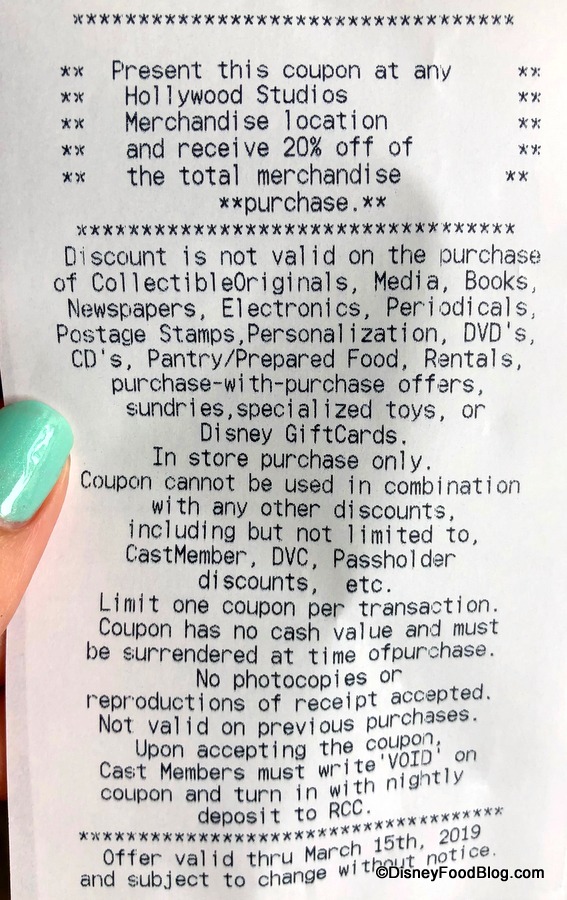 ***********************************
** Present this coupon at any **
** Hollywood Studios **
** Merchandise location **
** and receive 20% off of **
** the total merchandise **
**purchase.**
***********************************
Discount is not valid on the purchase
of CollectibleOriginals, Media, Books,
Newspapers, Electronics, Periodicals,
Postage Stamps,Personalization, DVD's,
CD's, Pantry/Prepared Food, Rentals,
purchase-with-purchase offers,
sundries,specialized toys, or
Disney GiftCards.
In store purchase only.
Coupon cannot be used in combination
with any other discounts,
including but not limited to,
CastMember, DVC, Passholder
discounts, etc.
Limit one coupon per transaction.
Coupon has no cash value and must
be surrendered at time ofpurchase.
No photocopies or
reproductions of receipt accepted.
Not valid on previous purchases.
Upon accepting the coupon,
Cast Members must write'VOID' on
coupon and turn in with nightly
deposit to RCC.
***********************************
Offer valid thru March 15th, 2019
and subject to change without notice.
©DisneyFoodBlog.com